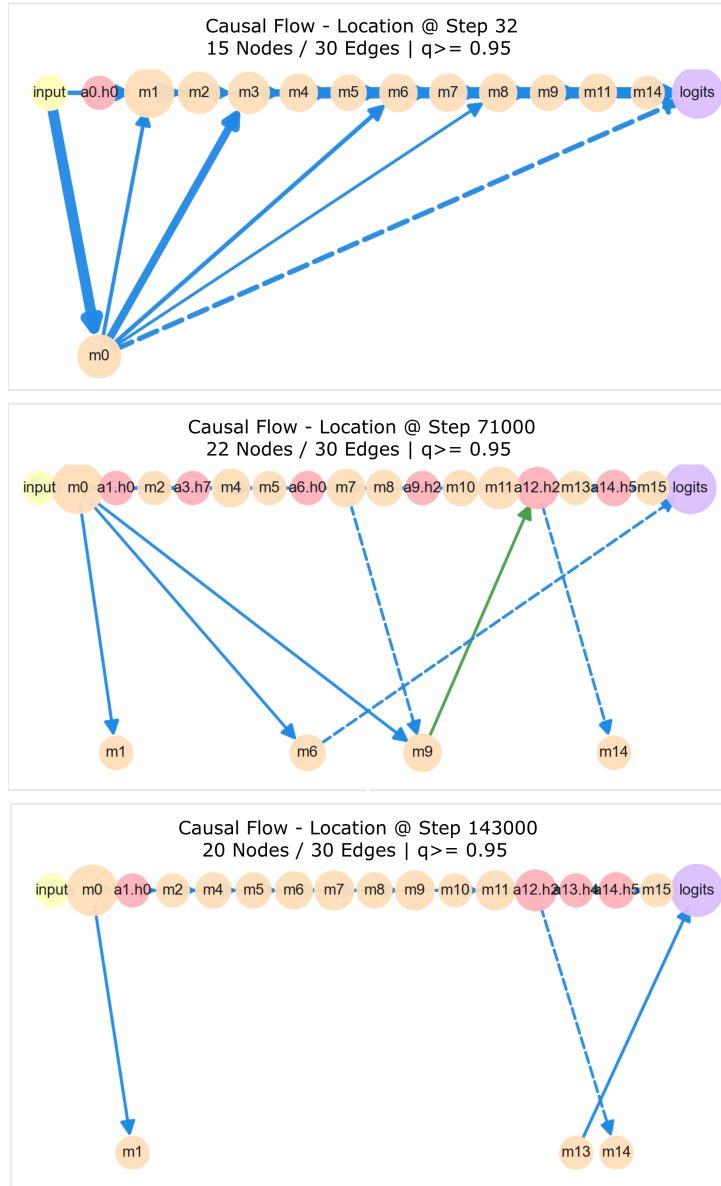 Causal Flow - Location @ Step 32
15 Nodes / 30 Edges | q>= 0.95
input a0.h0 m1 m2 m3 m4 m5 m6 m7 m8 m9 m11 m14 logits
m0
Causal Flow - Location @ Step 71000
22 Nodes / 30 Edges | q>= 0.95
input m0 a1.h0 m2 a3.h7 m4 m5 a6.h0 m7 m8 a9.h2 m10 m11 a12.h2 m13 a14.h5 m15 logits
m1 m6 m9 m14
Causal Flow - Location @ Step 143000
20 Nodes / 30 Edges | q>= 0.95
input m0 a1.h0 m2 m4 m5 m6 m7 m8 m9 m10 m11 a12.h2 a13.h4 a14.h5 m15 logits
m1 m13 m14